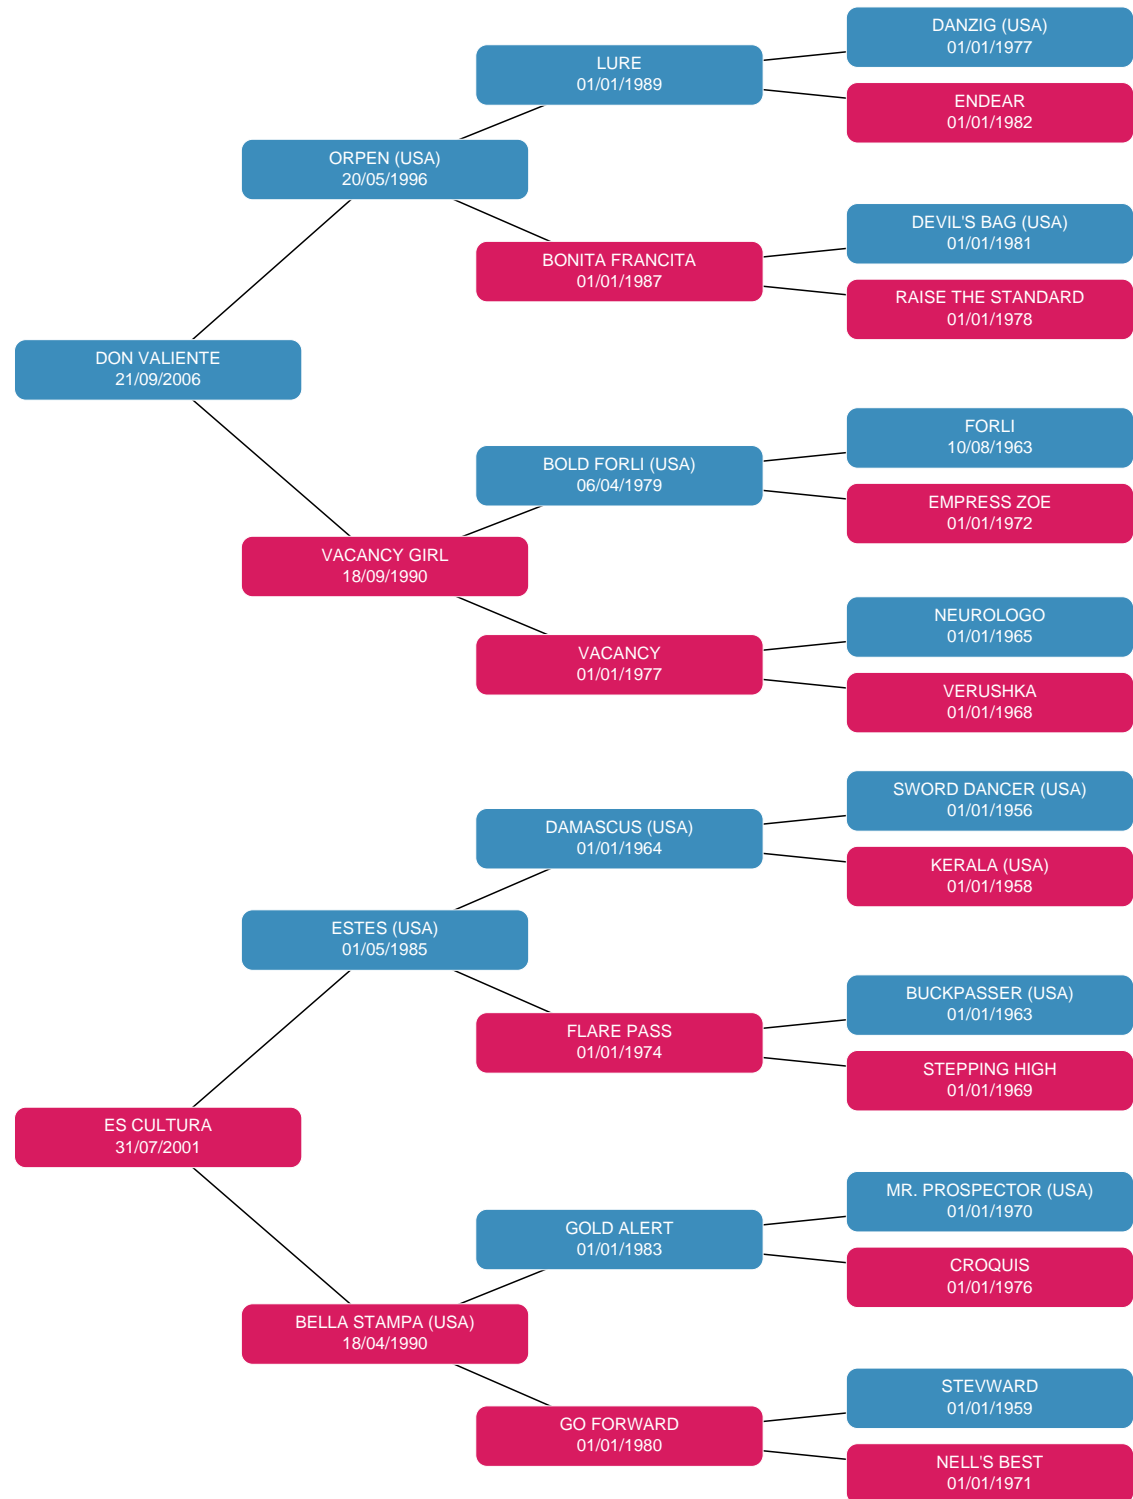 DANZIG (USA)
01/01/1977
LURE
01/01/1989
ENDEAR
01/01/1982
ORPEN (USA)
20/05/1996
DEVIL'S BAG (USA)
01/01/1981
BONITA FRANCITA
01/01/1987
RAISE THE STANDARD
01/01/1978
DON VALIENTE
21/09/2006
FORLI
10/08/1963
BOLD FORLI (USA)
06/04/1979
EMPRESS ZOE
01/01/1972
VACANCY GIRL
18/09/1990
NEUROLOGO
01/01/1965
VACANCY
01/01/1977
VERUSHKA
01/01/1968
SWORD DANCER (USA)
01/01/1956
DAMASCUS (USA)
01/01/1964
KERALA (USA)
01/01/1958
ESTES (USA)
01/05/1985
BUCKPASSER (USA)
01/01/1963
FLARE PASS
01/01/1974
STEPPING HIGH
01/01/1969
ES CULTURA
31/07/2001
MR. PROSPECTOR (USA)
01/01/1970
GOLD ALERT
01/01/1983
CROQUIS
01/01/1976
BELLA STAMPA (USA)
18/04/1990
STEVWARD
01/01/1959
GO FORWARD
01/01/1980
NELL'S BEST
01/01/1971